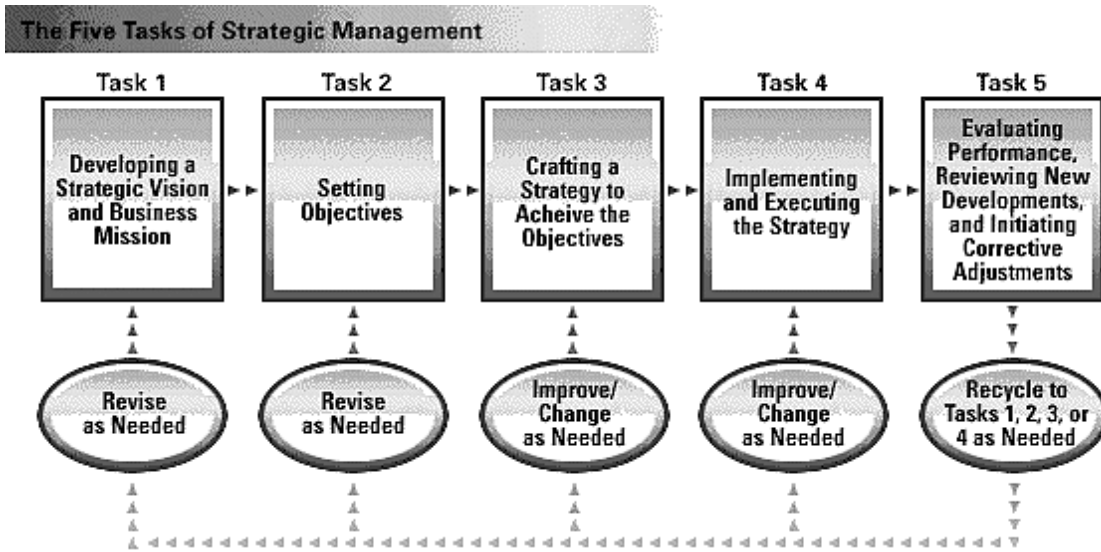 The Five Tasks of Strategic Management
Task 1
Developing a
Strategic Vision
and Business
Mission
Task 2
Setting
Objectives
Task 3
Crafting a
Strategy to
Acheive the
Objectives
Task 4
Implementing
and Executing
the Strategy
Task 5
Evaluating
Performance,
Reviewing New
Developments,
and Initiating
Corrective
Adjustments
Revise
as Needed
Revise
as Needed
Improve/
Change
as Needed
Improve/
Change
as Needed
Recycle to
Tasks 1, 2, 3, or
4 as Needed